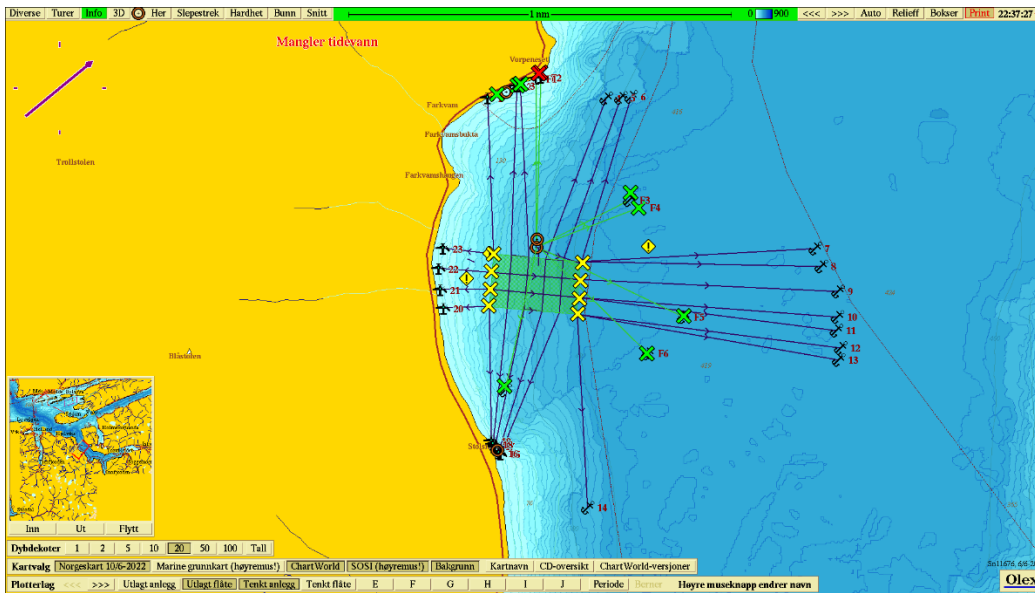 Diverse Turer Info 3D Her Slepestrek Hardhet Bunn Snitt 1 nm 0 900 <<< >>> Auto Relieff Bokser Print 22:37:27
Mangler tidevann
Varpeneset
Farkvam
Farkvamsbukta
Farkvamshaugen
Trollstolen
Blåstolen
6
F3
F4
7
23
22
8
21
9
20
10
F5
11
12
F6
13
14
Inn Ut Flytt
Dybdekoter 1 2 5 10 20 50 100 Tall
Kartvalg Norgeskart 10/6-2022 Marine grunnkart {høyremus!} ChartWorld SOSI {høyremus!} Bakgrunn Kartnavn CD-oversikt ChartWorld-versjoner
Plotterlag <<< >>> Utlagt anlegg Utlagt flåte Tenkt anlegg Tenkt flåte E F G H I J Periode Berner Høyre museknapp endrer navn
Olex